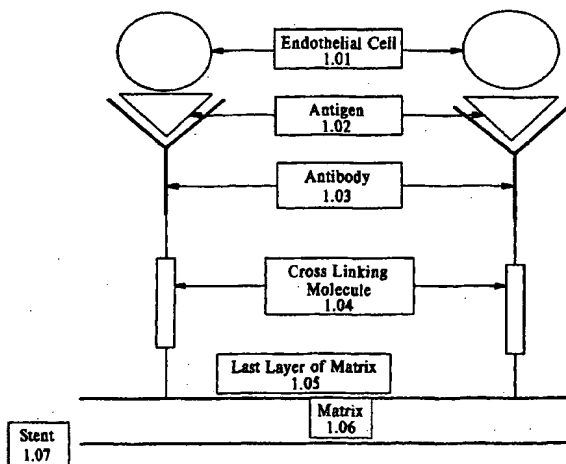 Endothelial Cell
1.01
Antigen
1.02
Antibody
1.03
Cross Linking
Molecule
1.04
Last Layer of Matrix
1.05
Matrix
1.06
Stent
1.07